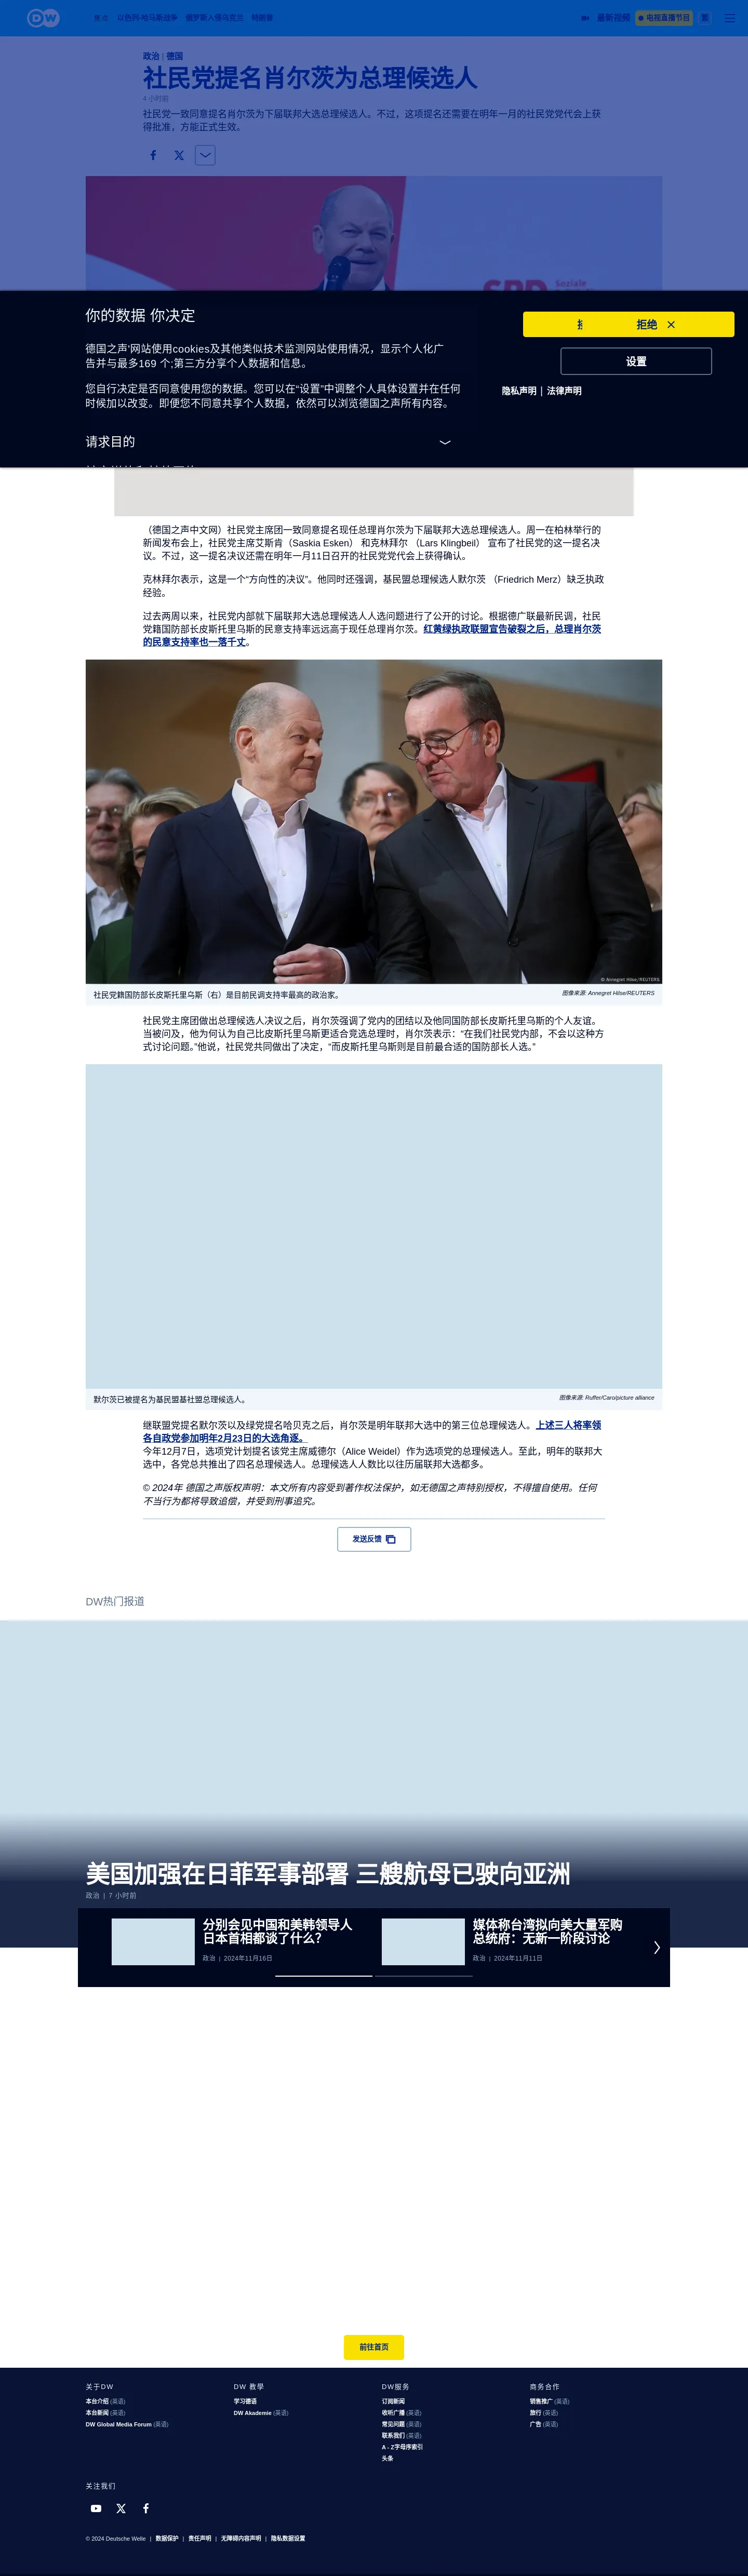 DW
焦点
以色列-哈马斯战争
俄罗斯入侵乌克兰
特朗普
最新视频
电视直播节目
繁
政治 | 德国
社民党提名肖尔茨为总理候选人
4 小时前
社民党一致同意提名肖尔茨为下届联邦大选总理候选人。不过，这项提名还需要在明年一月的社民党党代会上获
得批准，方能正式生效。
SPD Soziale
你的数据 你决定
德国之声'网站使用cookies及其他类似技术监测网站使用情况，显示个人化广
告并与最多169 个;第三方分享个人数据和信息。
您自行决定是否同意使用您的数据。您可以在“设置”中调整个人具体设置并在任何
时候加以改变。即便您不同意共享个人数据，依然可以浏览德国之声所有内容。
请求目的
拒绝
设置
隐私声明 | 法律声明
（德国之声中文网）社民党主席团一致同意提名现任总理肖尔茨为下届联邦大选总理候选人。周一在柏林举行的
新闻发布会上，社民党主席艾斯肯（Saskia Esken） 和克林拜尔 （Lars Klingbeil） 宣布了社民党的这一提名决
议。不过，这一提名决议还需在明年一月11日召开的社民党党代会上获得确认。
克林拜尔表示，这是一个“方向性的决议”。他同时还强调，基民盟总理候选人默尔茨 （Friedrich Merz）缺乏执政
经验。
过去两周以来，社民党内部就下届联邦大选总理候选人人选问题进行了公开的讨论。根据德广联最新民调，社民
党籍国防部长皮斯托里乌斯的民意支持率远远高于现任总理肖尔茨。红黄绿执政联盟宣告破裂之后，总理肖尔茨
的民意支持率也一落千丈。
© Annegret Hilse/REUTERS
社民党籍国防部长皮斯托里乌斯（右）是目前民调支持率最高的政治家。
图像来源: Annegret Hilse/REUTERS
社民党主席团做出总理候选人决议之后，肖尔茨强调了党内的团结以及他同国防部长皮斯托里乌斯的个人友谊。
当被问及，他为何认为自己比皮斯托里乌斯更适合竞选总理时，肖尔茨表示：“在我们社民党内部，不会以这种方
式讨论问题。”他说，社民党共同做出了决定，“而皮斯托里乌斯则是目前最合适的国防部长人选。”
默尔茨已被提名为基民盟基社盟总理候选人。
图像来源: Ruffer/Caro/picture alliance
继联盟党提名默尔茨以及绿党提名哈贝克之后，肖尔茨是明年联邦大选中的第三位总理候选人。上述三人将率领
各自政党参加明年2月23日的大选角逐。
今年12月7日，选项党计划提名该党主席威德尔（Alice Weidel）作为选项党的总理候选人。至此，明年的联邦大
选中，各党总共推出了四名总理候选人。总理候选人人数比以往历届联邦大选都多。
© 2024年 德国之声版权声明：本文所有内容受到著作权法保护，如无德国之声特别授权，不得擅自使用。任何
不当行为都将导致追偿，并受到刑事追究。
发送反馈
DW热门报道
美国加强在日菲军事部署 三艘航母已驶向亚洲
政治 | 7 小时前
分别会见中国和美韩领导人
日本首相都谈了什么？
政治 | 2024年11月16日
媒体称台湾拟向美大量军购
总统府：无新一阶段讨论
政治 | 2024年11月11日
前往首页
关于DW
本台介绍 (英语)
本台新闻 (英语)
DW Global Media Forum (英语)
DW 教學
学习德语
DW Akademie (英语)
DW服务
订阅新闻
收听广播 (英语)
常见问题 (英语)
联系我们 (英语)
A - Z字母序索引
头条
商务合作
销售推广 (英语)
旅行 (英语)
广告 (英语)
关注我们
© 2024 Deutsche Welle | 数据保护 | 责任声明 | 无障碍内容声明 | 隐私数据设置